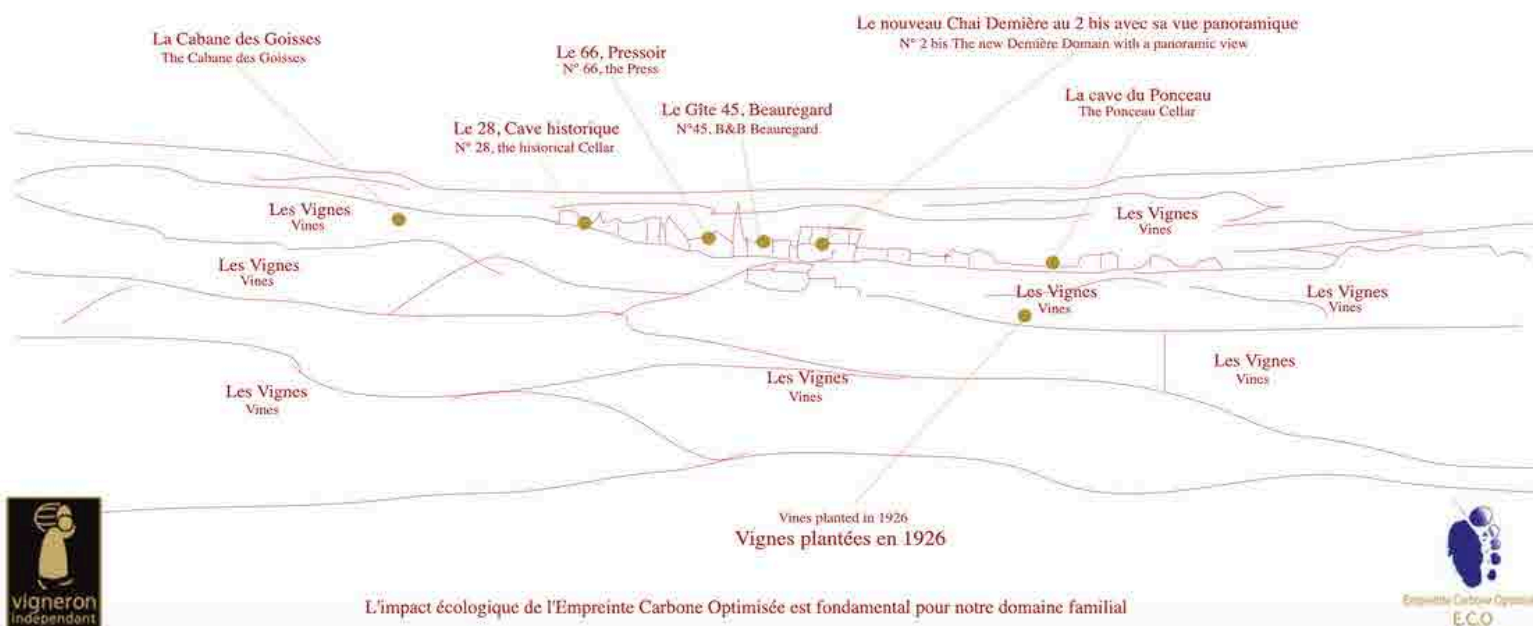 Le nouveau Chai Demière au 2 bis avec sa vue panoramique
N° 2 bis The new Demière Domain with a panoramic view
La Cabane des Goisses
The Cabane des Goisses
Le 66, Pressoir
N° 66, the Press
La cave du Ponceau
The Ponceau Cellar
Le Gîte 45, Beauregard
N°45, B&B Beauregard
Le 28, Cave historique
N° 28, the historical Cellar
Les Vignes
Vines
Les Vignes
Vines
Les Vignes
Vines
Les Vignes
Vines
Les Vignes
Vines
Les Vignes
Vines
Les Vignes
Vines
Les Vignes
Vines
Vines planted in 1926
Vignes plantées en 1926
vigneron
indépendant
L'impact écologique de l'Empreinte Carbone Optimisée est fondamental pour notre domaine familial
Empreinte Carbone
E.C.O